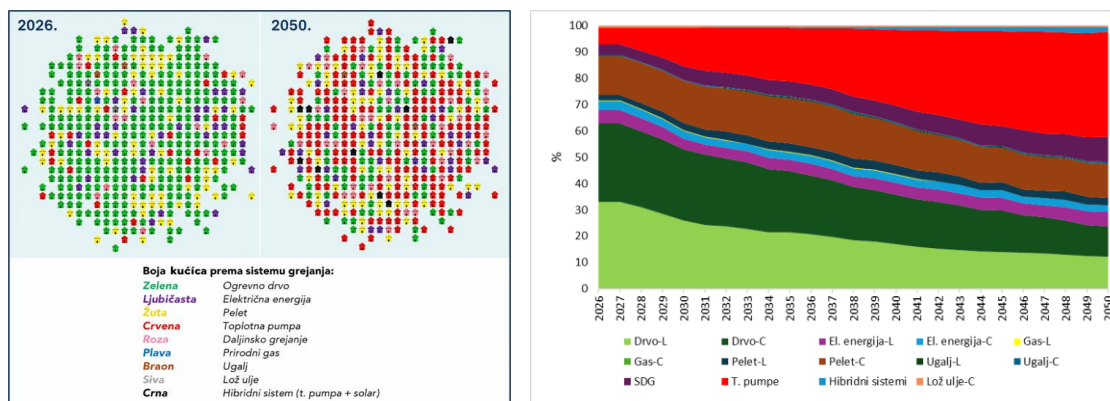 2026.
2050.
Boja kućíca prema sistemu grejanja:
Zelena Ogrevno drvo
Ljubičasta Električna energija
Žuta Pelet
Crvena Toplotna pumpa
Roza Daljinsko grejanje
Plava Prirodni gas
Braon Ugalj
Siva Lož ulje
Crna Hibridni sistem (t. pumpa + solar)
100
90
80
70
60
50
40
30
20
10
0
%
2026 2027 2028 2029 2030 2031 2032 2033 2034 2035 2036 2037 2038 2039 2040 2041 2042 2043 2044 2045 2046 2047 2048 2049 2050
Drvo-L Drvo-C El. energija-L El. energija-C Gas-L
Gas-C Pelet-L Pelet-C Ugalj-L Ugalj-C
SDG T. pumpe Hibridni sistemi Lož ulje-C